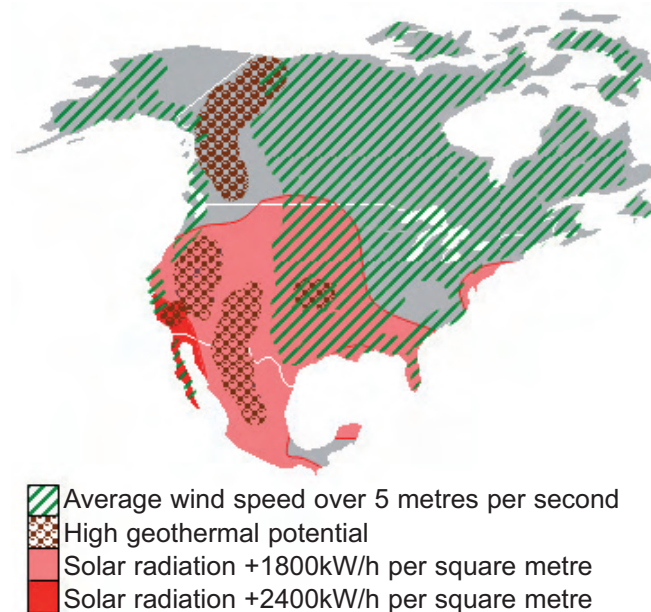 Average wind speed over 5 metres per second
High geothermal potential
Solar radiation +1800kW/h per square metre
Solar radiation +2400kW/h per square metre